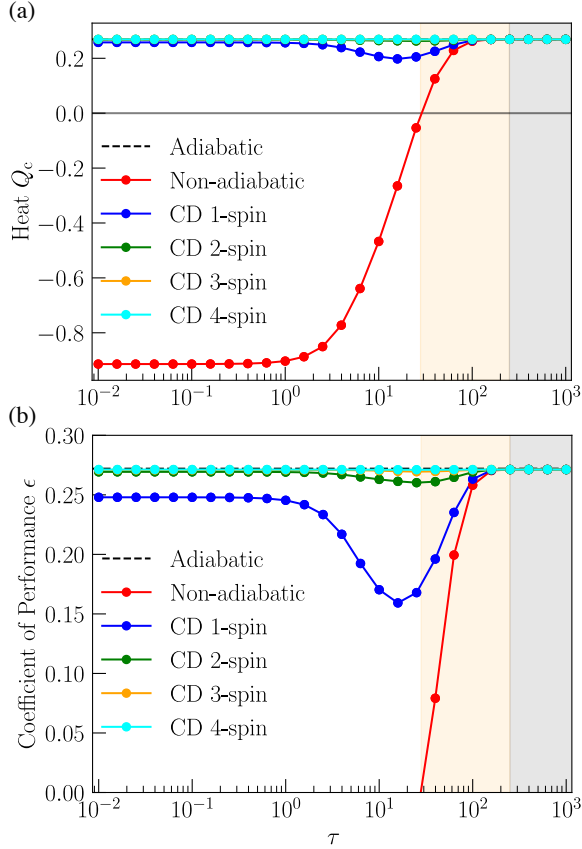 (a)
0.2
0.0
−0.2
−0.4
−0.6
−0.8
Heat Q_c
Adiabatic
Non-adiabatic
CD 1-spin
CD 2-spin
CD 3-spin
CD 4-spin
10⁻² 10⁻¹ 10⁰ 10¹ 10² 10³
(b)
0.30
0.25
0.20
0.15
0.10
0.05
0.00
Coefficient of Performance ϵ
Adiabatic
Non-adiabatic
CD 1-spin
CD 2-spin
CD 3-spin
CD 4-spin
10⁻² 10⁻¹ 10⁰ 10¹ 10² 10³
τ